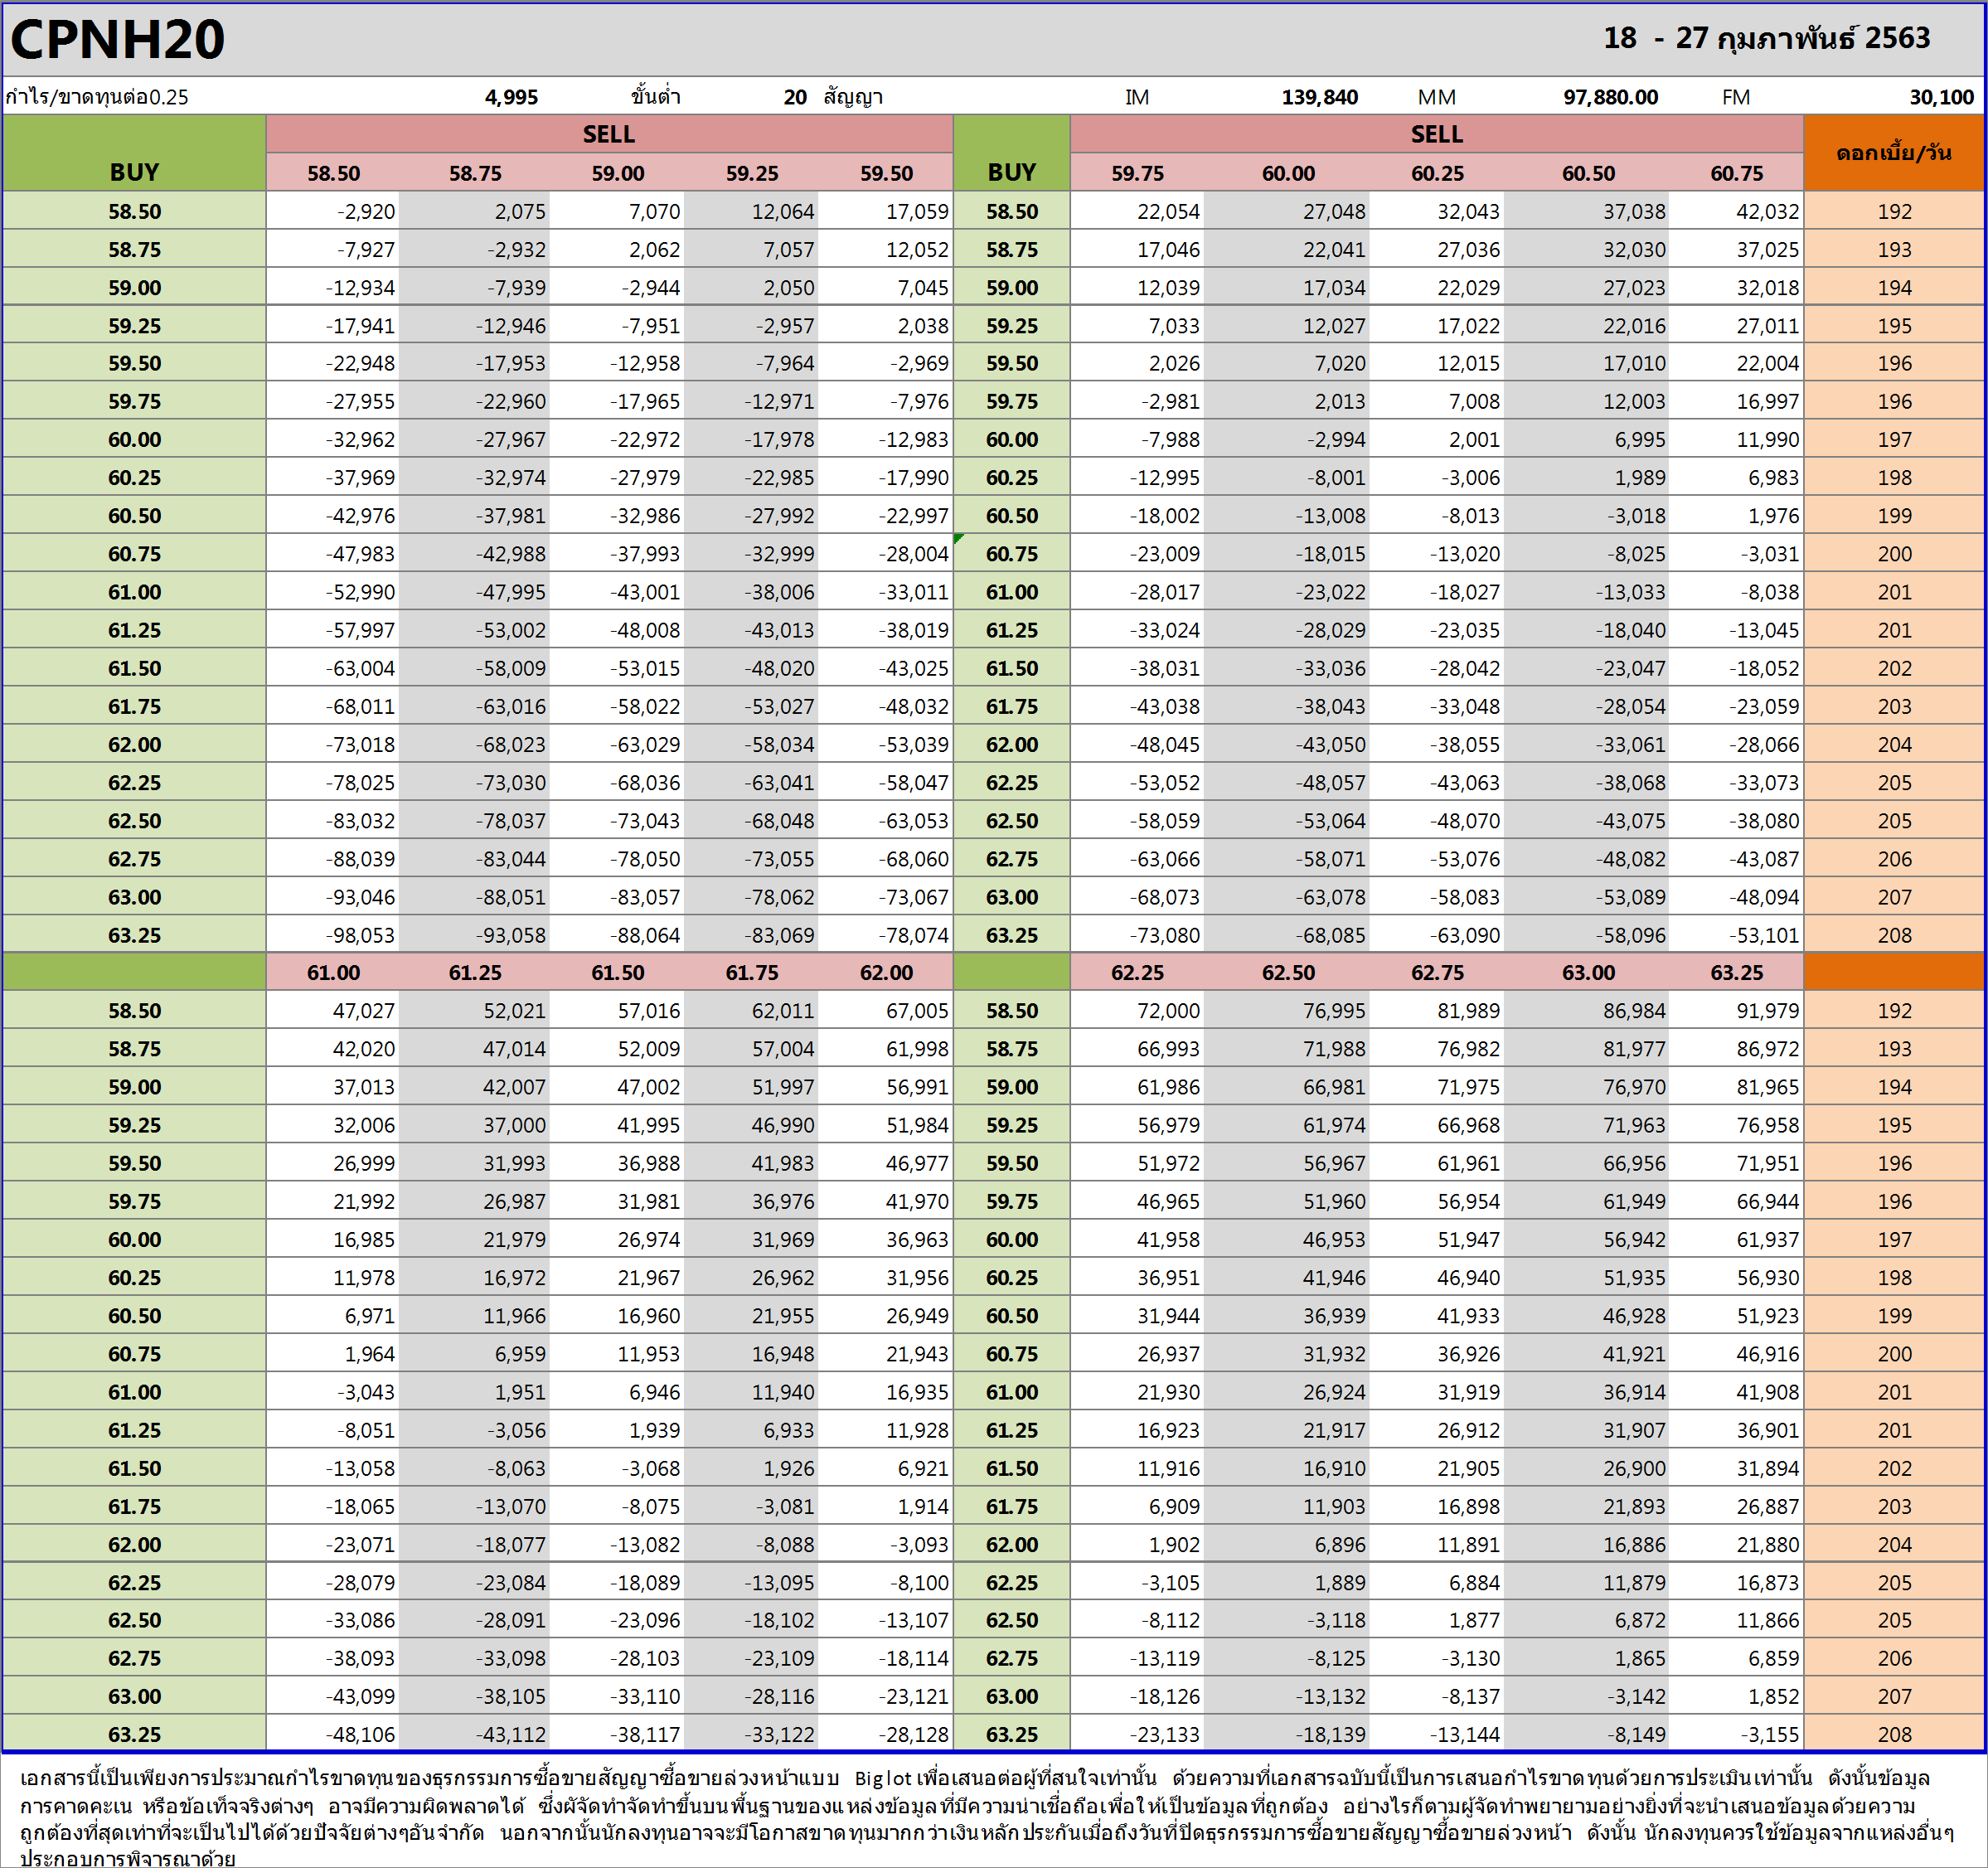 CPNH20 18 - 27 กุมภาพันธ์ 2563
กำไร/ขาดทุนต่อ0.25 4,995 ขั้นต่ำ 20 สัญญา IM 139,840 MM 97,880.00 FM 30,100
SELL SELL
BUY 58.50 58.75 59.00 59.25 59.50 BUY 59.75 60.00 60.25 60.50 60.75 ดอกเบี้ย/วัน
58.50 -2,920 2,075 7,070 12,064 17,059 58.50 22,054 27,048 32,043 37,038 42,032 192
58.75 -7,927 -2,932 2,062 7,057 12,052 58.75 17,046 22,041 27,036 32,030 37,025 193
59.00 -12,934 -7,939 -2,944 2,050 7,045 59.00 12,039 17,034 22,029 27,023 32,018 194
59.25 -17,941 -12,946 -7,951 -2,957 2,038 59.25 7,033 12,027 17,022 22,016 27,011 195
59.50 -22,948 -17,953 -12,958 -7,964 -2,969 59.50 2,026 7,020 12,015 17,010 22,004 196
59.75 -27,955 -22,960 -17,965 -12,971 -7,976 59.75 -2,981 2,013 7,008 12,003 16,997 196
60.00 -32,962 -27,967 -22,972 -17,978 -12,983 60.00 -7,988 -2,994 2,001 6,995 11,990 197
60.25 -37,969 -32,974 -27,979 -22,985 -17,990 60.25 -12,995 -8,001 -3,006 1,989 6,983 198
60.50 -42,976 -37,981 -32,986 -27,992 -22,997 60.50 -18,002 -13,008 -8,013 -3,018 1,976 199
60.75 -47,983 -42,988 -37,993 -32,999 -28,004 60.75 -23,009 -18,015 -13,020 -8,025 -3,031 200
61.00 -52,990 -47,995 -43,001 -38,006 -33,011 61.00 -28,017 -23,022 -18,027 -13,033 -8,038 201
61.25 -57,997 -53,002 -48,008 -43,013 -38,019 61.25 -33,024 -28,029 -23,035 -18,040 -13,045 201
61.50 -63,004 -58,009 -53,015 -48,020 -43,025 61.50 -38,031 -33,036 -28,042 -23,047 -18,052 202
61.75 -68,011 -63,016 -58,022 -53,027 -48,032 61.75 -43,038 -38,043 -33,048 -28,054 -23,059 203
62.00 -73,018 -68,023 -63,029 -58,034 -53,039 62.00 -48,045 -43,050 -38,055 -33,061 -28,066 204
62.25 -78,025 -73,030 -68,036 -63,041 -58,047 62.25 -53,052 -48,057 -43,063 -38,068 -33,073 205
62.50 -83,032 -78,037 -73,043 -68,048 -63,053 62.50 -58,059 -53,064 -48,070 -43,075 -38,080 205
62.75 -88,039 -83,044 -78,050 -73,055 -68,060 62.75 -63,066 -58,071 -53,076 -48,082 -43,087 206
63.00 -93,046 -88,051 -83,057 -78,062 -73,067 63.00 -68,073 -63,078 -58,083 -53,089 -48,094 207
63.25 -98,053 -93,058 -88,064 -83,069 -78,074 63.25 -73,080 -68,085 -63,090 -58,096 -53,101 208
61.00 61.25 61.50 61.75 62.00 62.25 62.50 62.75 63.00 63.25
58.50 47,027 52,021 57,016 62,011 67,005 58.50 72,000 76,995 81,989 86,984 91,979 192
58.75 42,020 47,014 52,009 57,004 61,998 58.75 66,993 71,988 76,982 81,977 86,972 193
59.00 37,013 42,007 47,002 51,997 56,991 59.00 61,986 66,981 71,975 76,970 81,965 194
59.25 32,006 37,000 41,995 46,990 51,984 59.25 56,979 61,974 66,968 71,963 76,958 195
59.50 26,999 31,993 36,988 41,983 46,977 59.50 51,972 56,967 61,961 66,956 71,951 196
59.75 21,992 26,987 31,981 36,976 41,970 59.75 46,965 51,960 56,954 61,949 66,944 196
60.00 16,985 21,979 26,974 31,969 36,963 60.00 41,958 46,953 51,947 56,942 61,937 197
60.25 11,978 16,972 21,967 26,962 31,956 60.25 36,951 41,946 46,940 51,935 56,930 198
60.50 6,971 11,966 16,960 21,955 26,949 60.50 31,944 36,939 41,933 46,928 51,923 199
60.75 1,964 6,959 11,953 16,948 21,943 60.75 26,937 31,932 36,926 41,921 46,916 200
61.00 -3,043 1,951 6,946 11,940 16,935 61.00 21,930 26,924 31,919 36,914 41,908 201
61.25 -8,051 -3,056 1,939 6,933 11,928 61.25 16,923 21,917 26,912 31,907 36,901 201
61.50 -13,058 -8,063 -3,068 1,926 6,921 61.50 11,916 16,910 21,905 26,900 31,894 202
61.75 -18,065 -13,070 -8,075 -3,081 1,914 61.75 6,909 11,903 16,898 21,893 26,887 203
62.00 -23,071 -18,077 -13,082 -8,088 -3,093 62.00 1,902 6,896 11,891 16,886 21,880 204
62.25 -28,079 -23,084 -18,089 -13,095 -8,100 62.25 -3,105 1,889 6,884 11,879 16,873 205
62.50 -33,086 -28,091 -23,096 -18,102 -13,107 62.50 -8,112 -3,118 1,877 6,872 11,866 205
62.75 -38,093 -33,098 -28,103 -23,109 -18,114 62.75 -13,119 -8,125 -3,130 1,865 6,859 206
63.00 -43,099 -38,105 -33,110 -28,116 -23,121 63.00 -18,126 -13,132 -8,137 -3,142 1,852 207
63.25 -48,106 -43,112 -38,117 -33,122 -28,128 63.25 -23,133 -18,139 -13,144 -8,149 -3,155 208
เอกสารนี้เป็นเพียงการประมาณกำไรขาดทุนของธุรกรรมการซื้อขายสัญญาซื้อขายล่วงหน้าแบบ Biglot เพื่อเสนอต่อผู้ที่สนใจเท่านั้น ด้วยความที่เอกสารฉบับนี้เป็นการเสนอกำไรขาดทุนด้วยการประเมินเท่านั้น ดังนั้นข้อมูล
การคาดคะเน หรือข้อเท็จจริงต่างๆ อาจมีความผิดพลาดได้ ซึ่งผัจัดทำจัดทำขึ้นบนพื้นฐานของแหล่งข้อมูลที่มีความน่าเชื่อถือเพื่อให้เป็นข้อมูลที่ถูกต้อง อย่างไรก็ตามผู้จัดทำพยายามอย่างยิ่งที่จะนำเสนอข้อมูลด้วยความ
ถูกต้องที่สุดเท่าที่จะเป็นไปได้ด้วยปัจจัยต่างๆอันจำกัด นอกจากนั้นนักลงทุนอาจจะมีโอกาสขาดทุนมากกว่าเงินหลักประกันเมื่อถึงวันที่ปิดธุรกรรมการซื้อขายสัญญาซื้อขายล่วงหน้า ดังนั้น นักลงทุนควรใช้ข้อมูลจากแหล่งอื่นๆ
ประกอบการพิจารณาด้วย